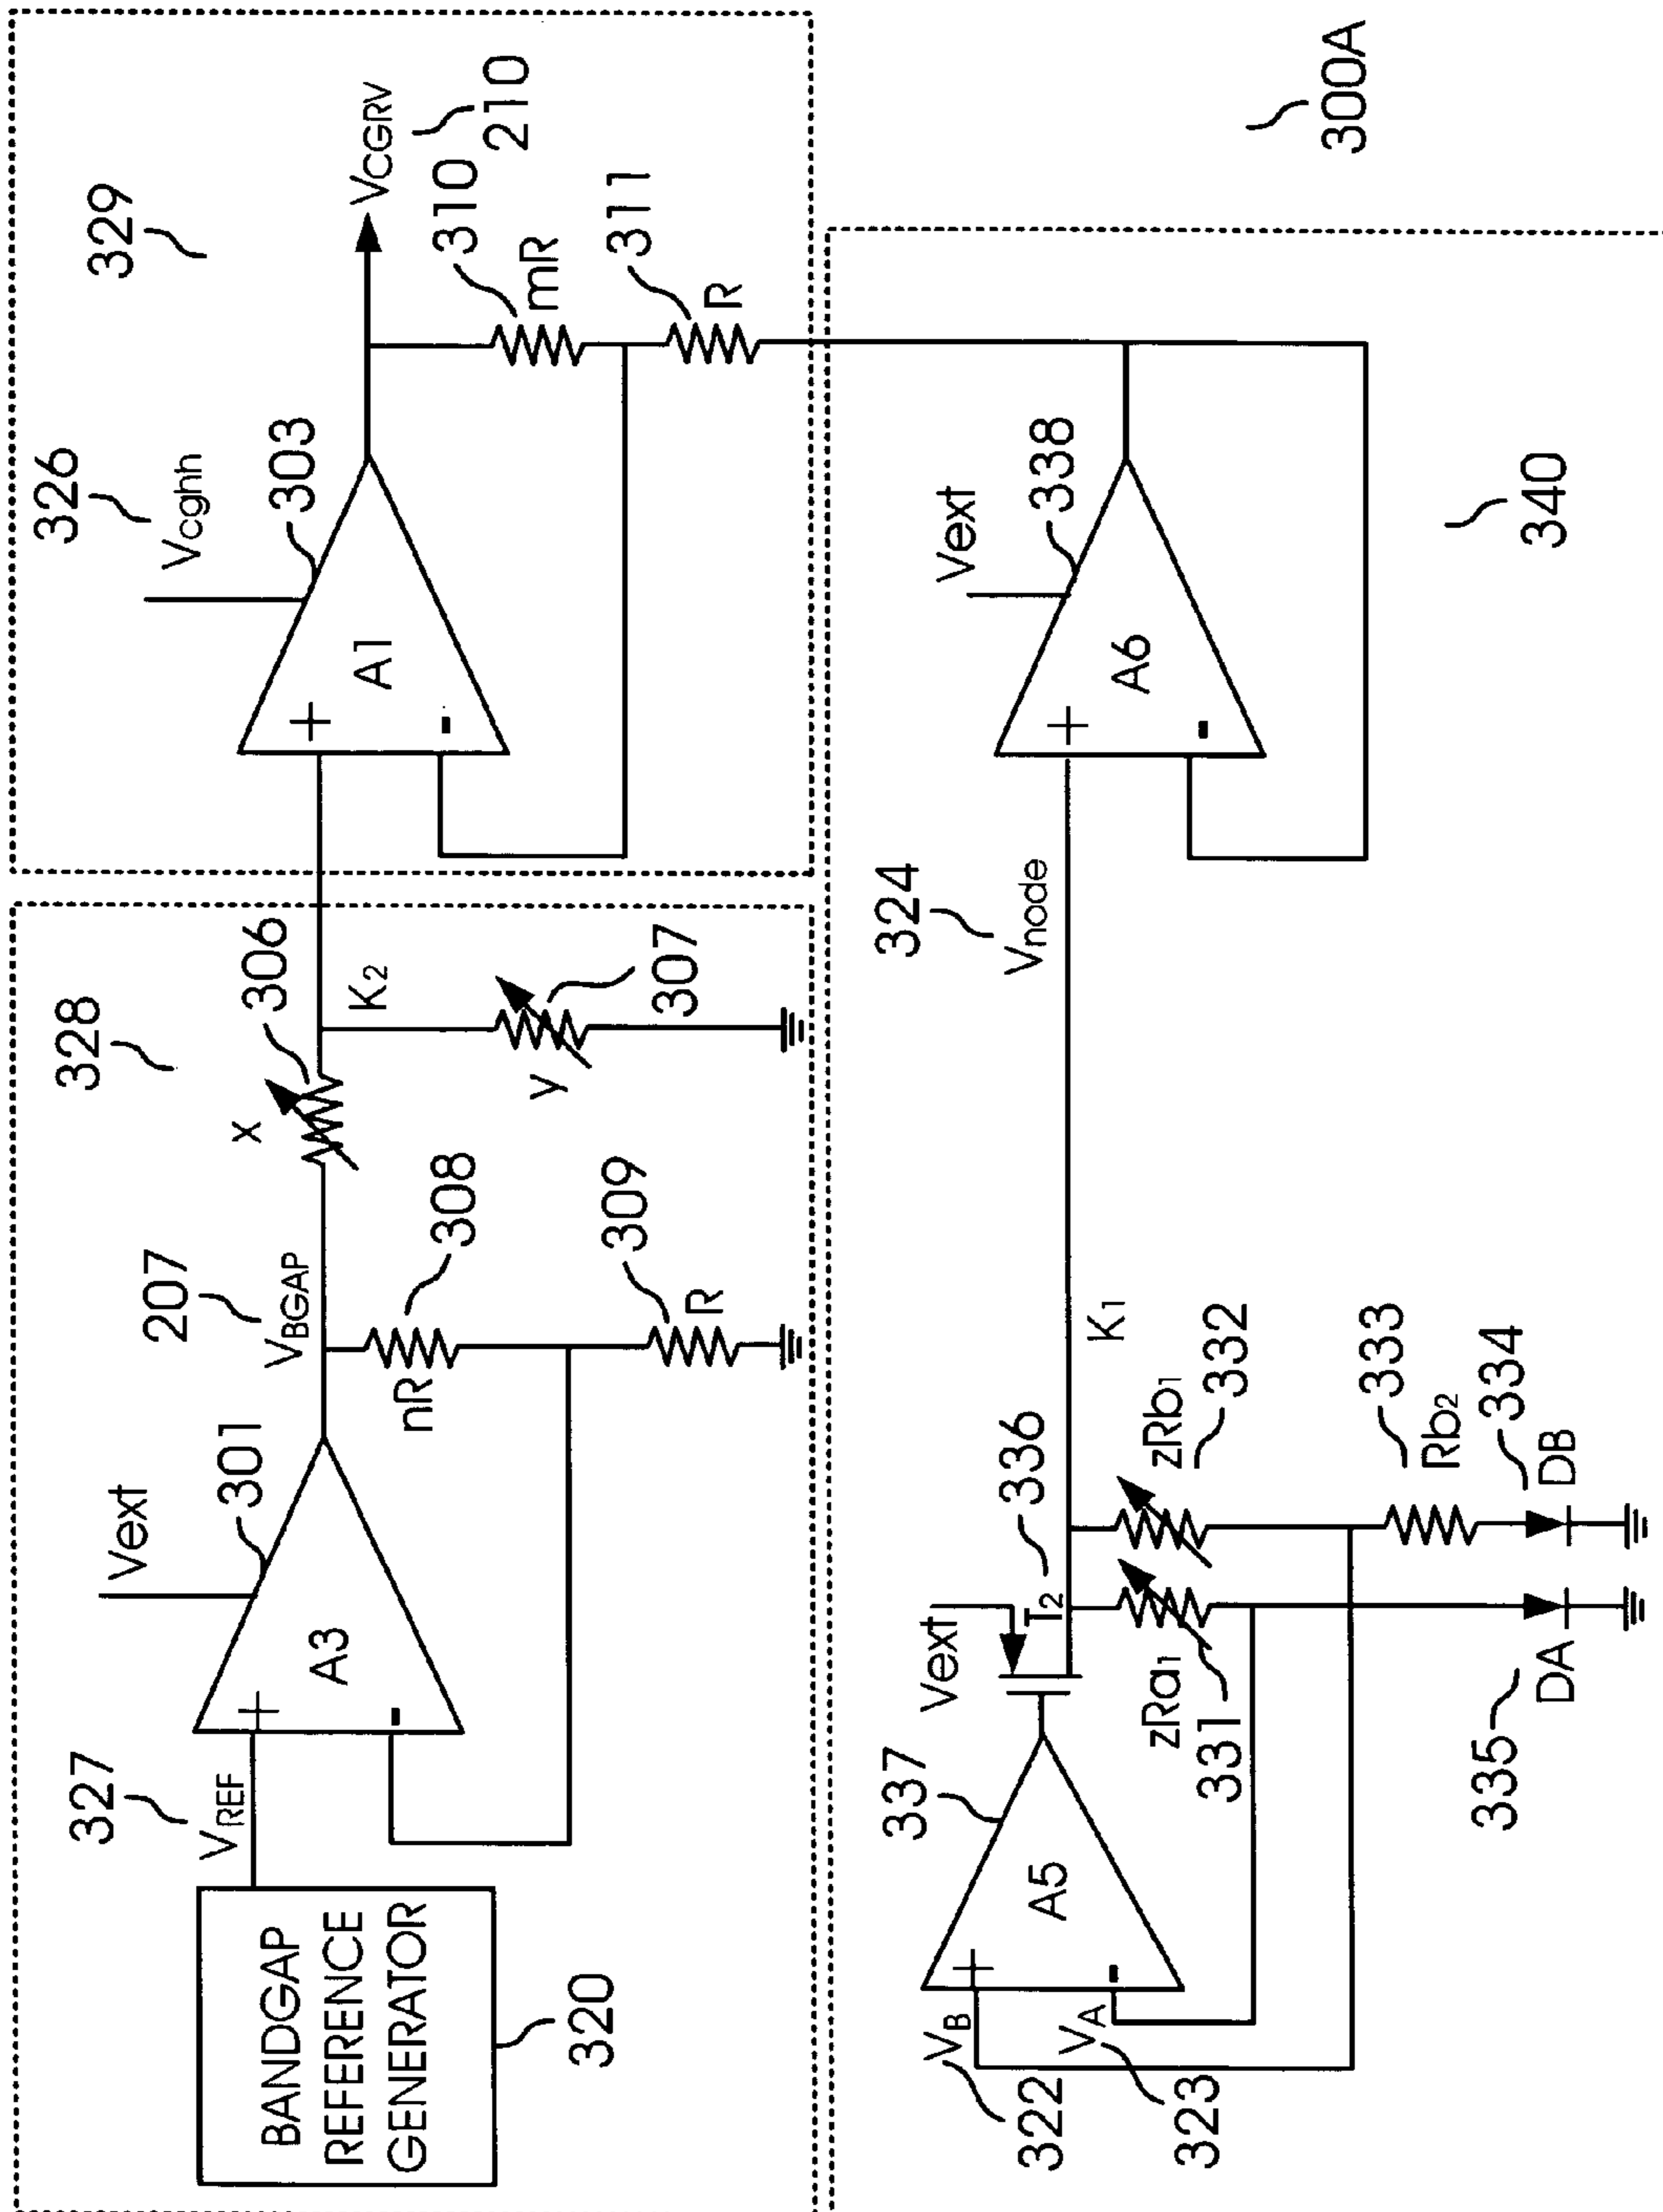 328
329
327
VREF
Vext
301
207
VBGAP
x
306
326
Vcghh
303
VCGRV
210
BANDGAP
REFERENCE
GENERATOR
320
+
A3
-
nR
308
R
309
K2
y
307
+
A1
-
310
mR
311
R
300A
322
VB
323
VA
+
A5
-
337
Vext
I2
336
zRa1
331
zRb1
332
Rb2
333
DB
334
DA
335
K1
324
Vnode
+
A6
-
Vext
338
340